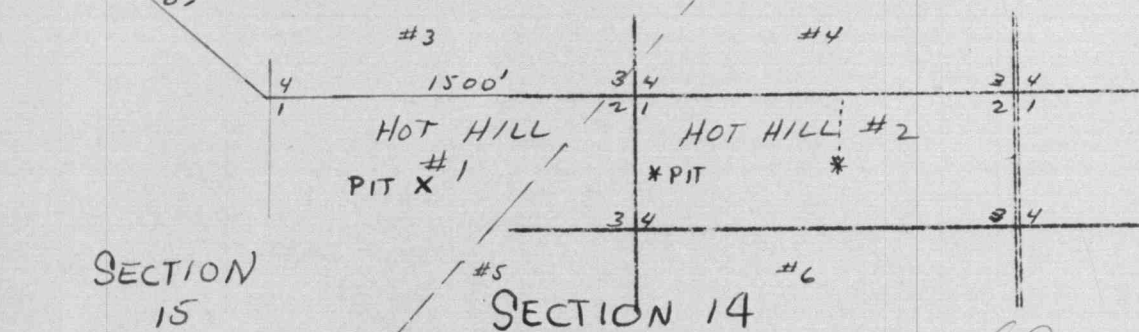 #3 #4
4 1500' 3 4 3 4
1 2 1 2 1
HOT HILL HOT HILL #2
#1
PIT X * PIT *
3 4 3 4
#5 #6
SECTION
15
SECTION 14